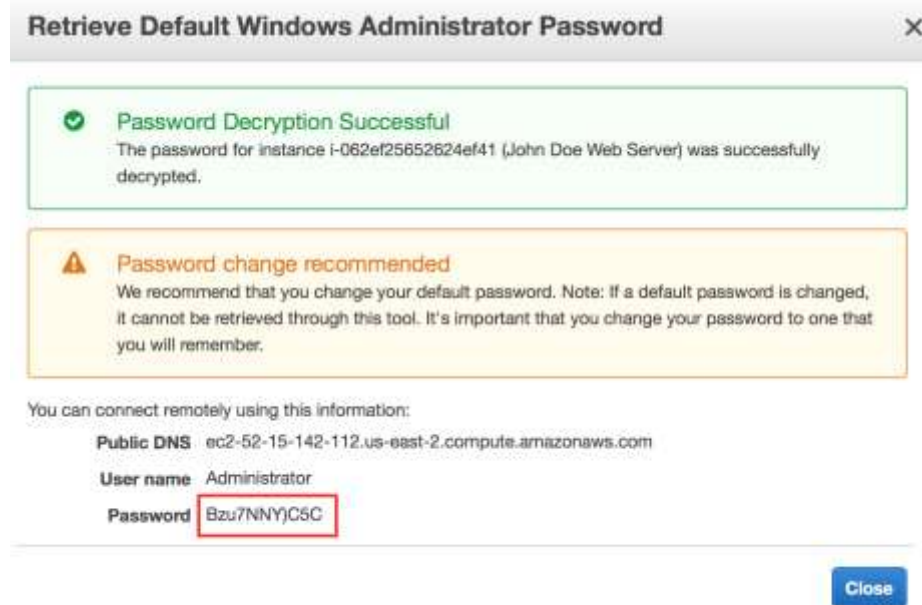 Retrieve Default Windows Administrator Password
Password Decryption Successful
The password for instance i-062ef25652624ef41 (John Doe Web Server) was successfully
decrypted.
Password change recommended
We recommend that you change your default password. Note: If a default password is changed,
it cannot be retrieved through this tool. It's important that you change your password to one that
you will remember.
You can connect remotely using this information:
Public DNS ec2-52-15-142-112.us-east-2.compute.amazonaws.com
User name Administrator
Password Bzu7NNY)C5C
Close